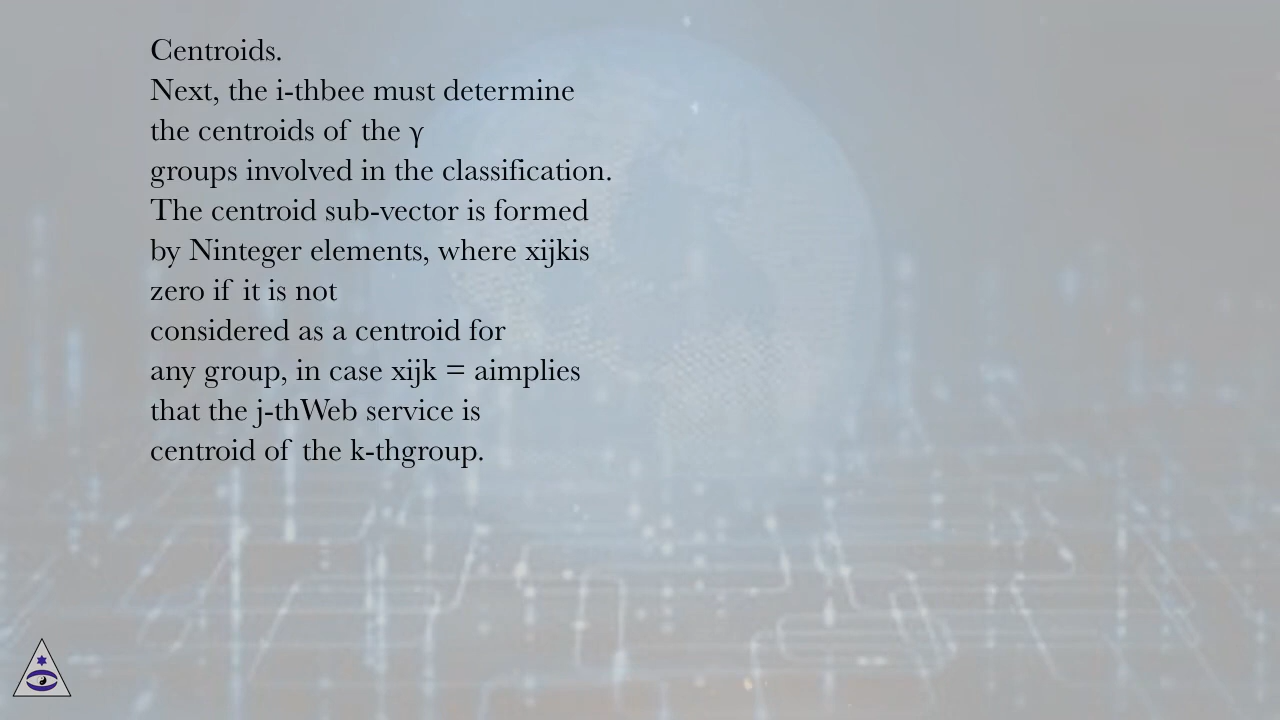 Centroids.
Next, the i-thbee must determine
the centroids of the γ
groups involved in the classification.
The centroid sub-vector is formed
by Ninteger elements, where xijkis
zero if it is not
considered as a centroid for
any group, in case xijk = aimplies
that the j-thWeb service is
centroid of the k-thgroup.